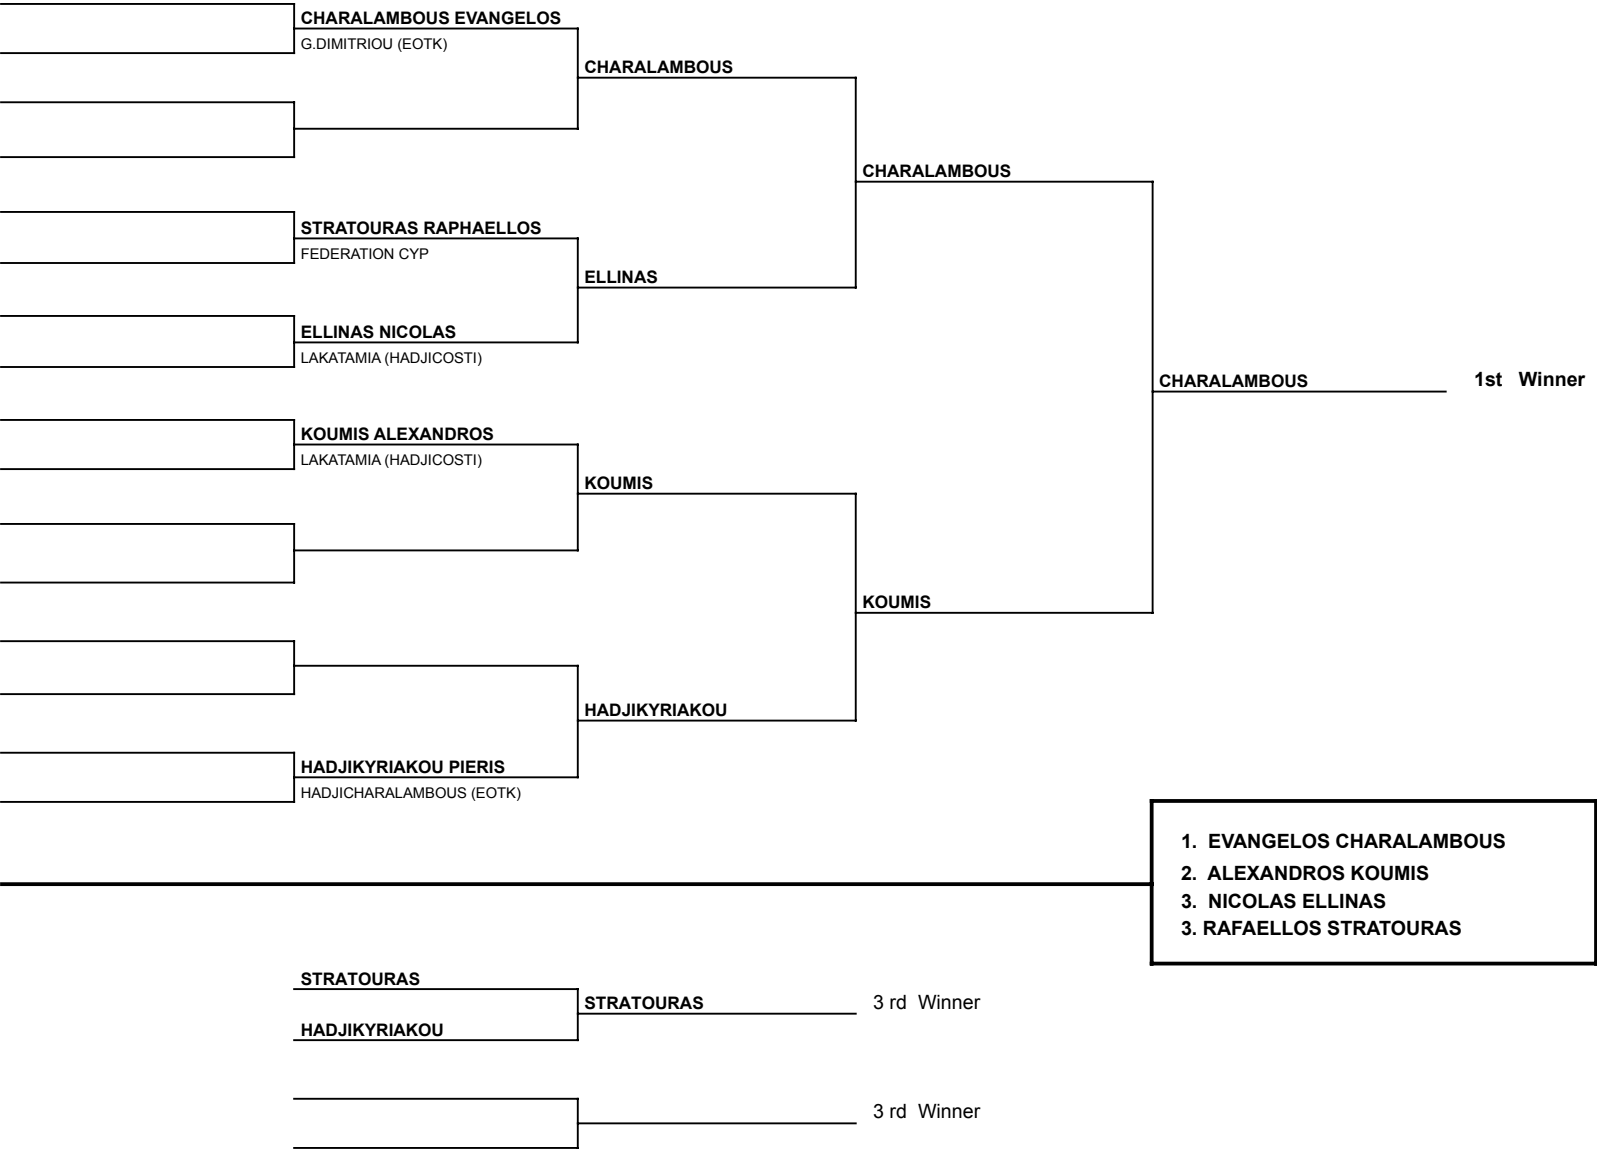 CHARALAMBOUS EVANGELOS
G.DIMITRIOU (EOTK)
CHARALAMBOUS
CHARALAMBOUS
STRATOURAS RAPHAELLOS
FEDERATION CYP
ELLINAS
ELLINAS NICOLAS
LAKATAMIA (HADJICOSTI)
CHARALAMBOUS 1st Winner
KOUMIS ALEXANDROS
LAKATAMIA (HADJICOSTI)
KOUMIS
KOUMIS
HADJIKYRIAKOU
HADJIKYRIAKOU PIERIS
HADJICHARALAMBOUS (EOTK)
1. EVANGELOS CHARALAMBOUS
2. ALEXANDROS KOUMIS
3. NICOLAS ELLINAS
3. RAFAELLOS STRATOURAS
STRATOURAS
STRATOURAS 3 rd Winner
HADJIKYRIAKOU
3 rd Winner